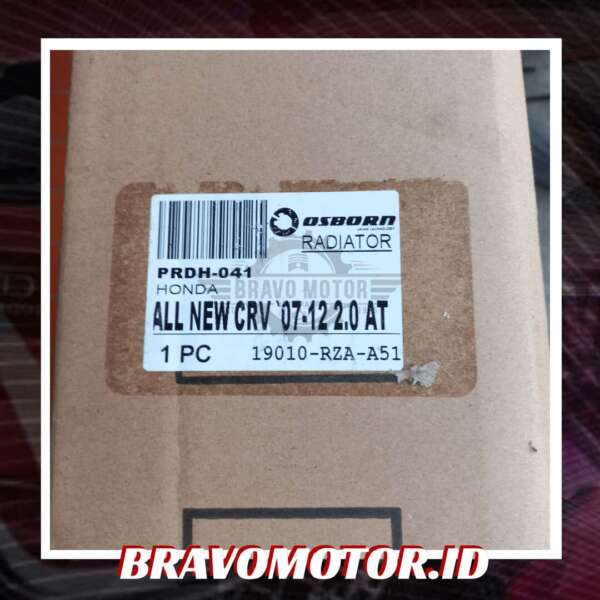 OSBORN
RADIATOR
PRDH-041
HONDA
BRAVO MOTOR
ALL NEW CRV `07-12 2.0 AT
1 PC 19010-RZA-A51
BRAVOMOTOR.ID